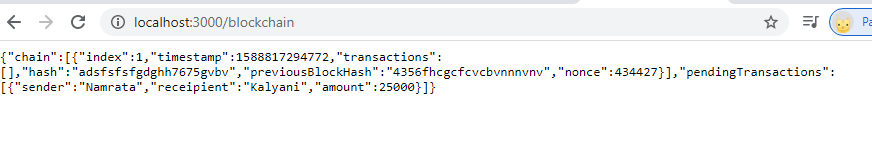 localhost:3000/blockchain
{"chain":[{"index":1,"timestamp":1588817294772,"transactions":
[],"hash":"adsfsfsfgdghh7675gvbv","previousBlockHash":"4356fhcgcfcvcbvnnnvnv","nonce":434427}],"pendingTransactions":
[{"sender":"Namrata","receipient":"Kalyani","amount":25000}]}